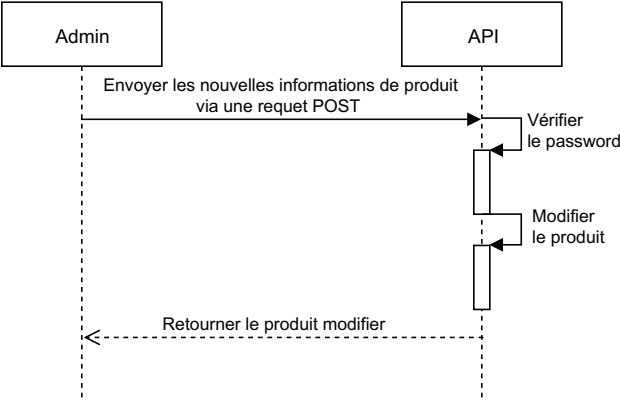 Admin
API
Envoyer les nouvelles informations de produit
via une requet POST
Vérifier
le password
Modifier
le produit
Retourner le produit modifier